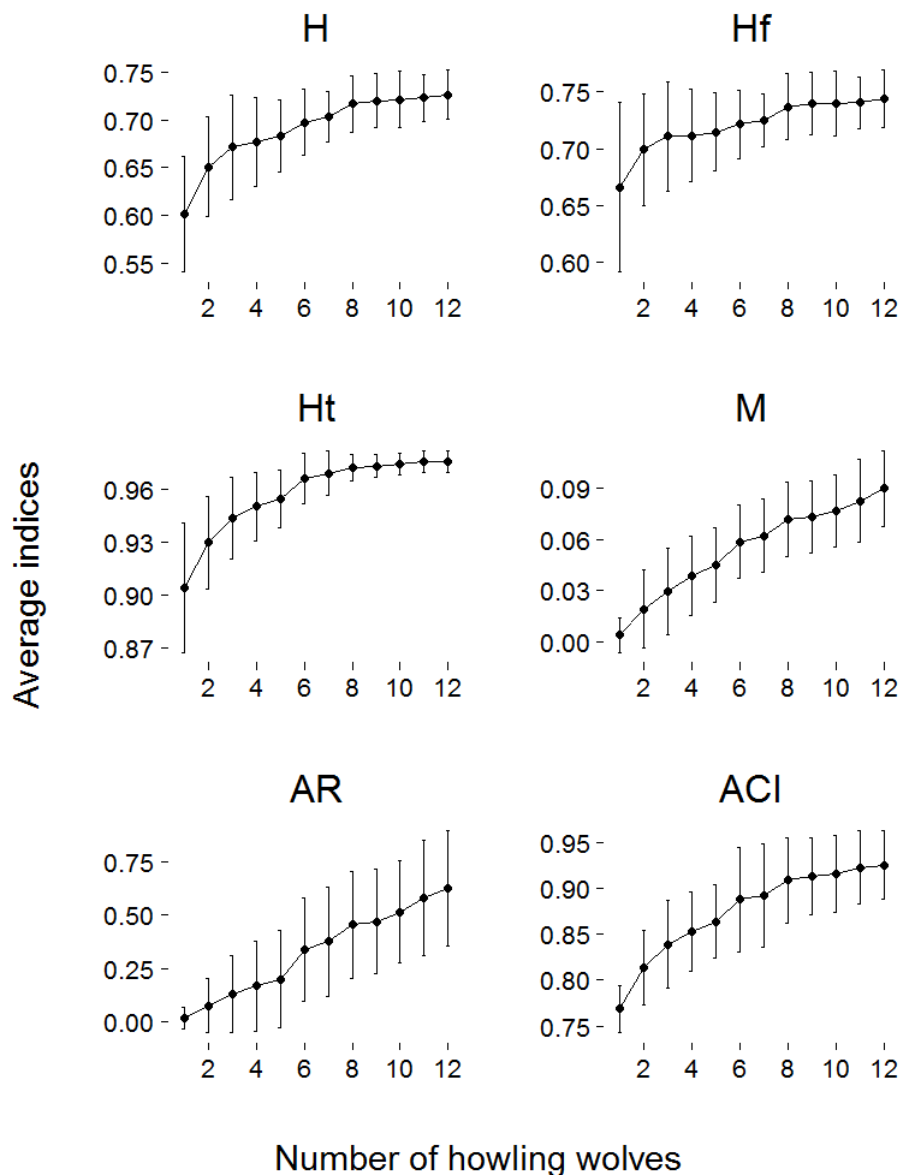 H
Hf
0.75
0.70
0.65
0.60
0.55
2 4 6 8 10 12
0.75
0.70
0.65
0.60
2 4 6 8 10 12
Ht
M
0.96
0.93
0.90
0.87
2 4 6 8 10 12
0.09
0.06
0.03
0.00
2 4 6 8 10 12
Average indices
AR
ACI
0.75
0.50
0.25
0.00
2 4 6 8 10 12
0.95
0.90
0.85
0.80
0.75
2 4 6 8 10 12
Number of howling wolves